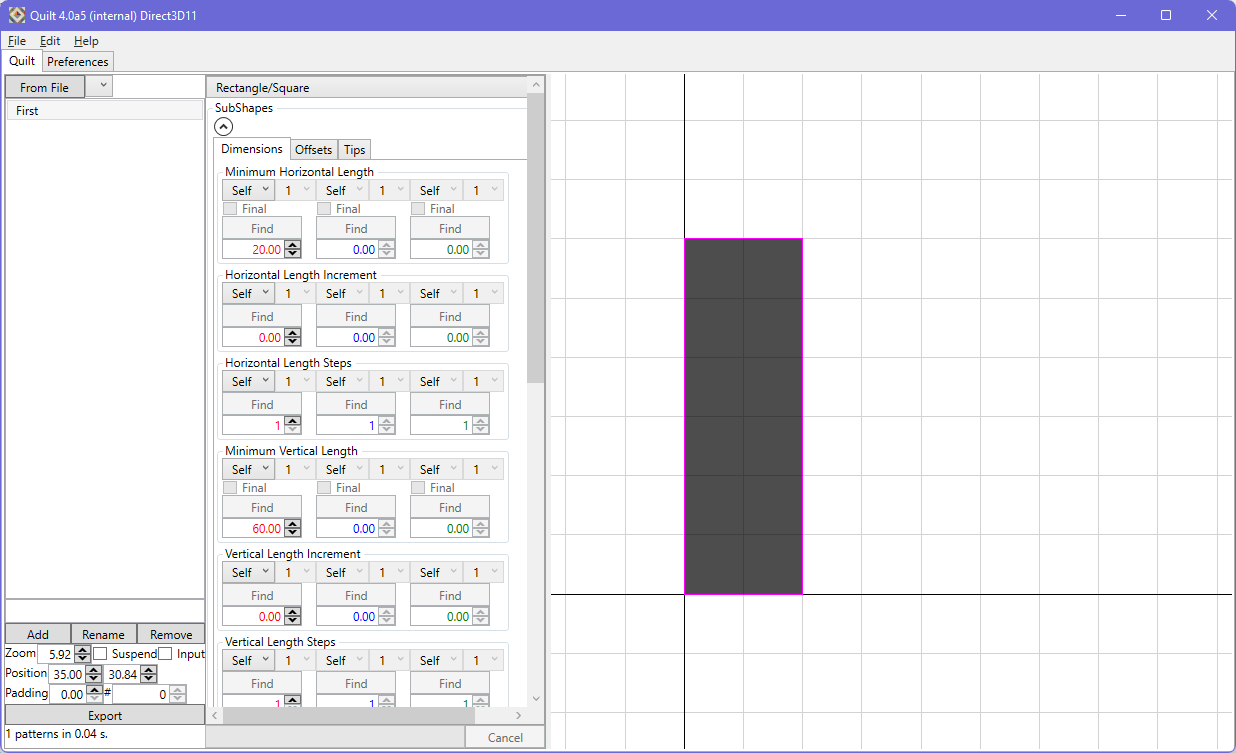 Quilt 4.0a5 (internal) Direct3D11
File Edit Help
Quilt Preferences
From File
First
Rectangle/Square
SubShapes
Dimensions Offsets Tips
Minimum Horizontal Length
Self 1 Self 1 Self 1
Final Final Final
Find Find Find
20.00 0.00 0.00
Horizontal Length Increment
Self 1 Self 1 Self 1
Find Find Find
0.00 0.00 0.00
Horizontal Length Steps
Self 1 Self 1 Self 1
Find Find Find
1 1 1
Minimum Vertical Length
Self 1 Self 1 Self 1
Final Final Final
Find Find Find
60.00 0.00 0.00
Vertical Length Increment
Self 1 Self 1 Self 1
Find Find Find
0.00 0.00 0.00
Vertical Length Steps
Self 1 Self 1 Self 1
Find Find Find
1 1 1
Add Rename Remove
Zoom 5.92 Suspend Input
Position 35.00 30.84
Padding 0.00 # 0
Export
1 patterns in 0.04 s.
Cancel